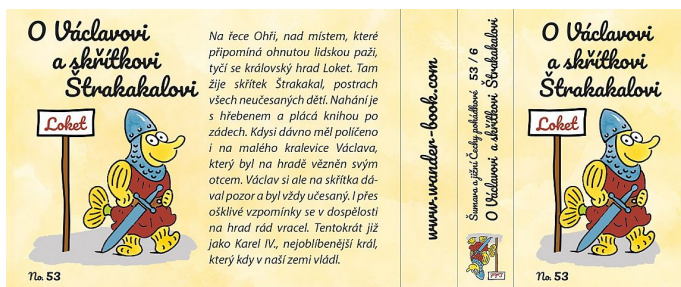 O Václavovi
a skřítkovi
Štrakakalovi
Loket
No. 53
Na řece Ohři, nad místem, které
připomíná ohnutou lidskou paži,
tyčí se královský hrad Loket. Tam
žije skřítek Štrakakal, postrach
všech neučesaných dětí. Nahání je
s hřebenem a plácá knihou po
zádech. Kdysi dávno měl políčeno
i na malého kralevice Václava,
který byl na hradě vězněn svým
otcem. Václav si ale na skřítka dá-
val pozor a byl vždy učesaný. I přes
ošklivé vzpomínky se v dospělosti
na hrad rád vracel. Tentokrát již
jako Karel IV., nejoblíbenější král,
který kdy v naší zemi vládl.
www.wander-book.com
Šumava a jižní Čechy pohádkové 53 / 6
O Václavovi a skřítkovi Štrakakalovi
Loket
O Václavovi
a skřítkovi
Štrakakalovi
Loket
No. 53